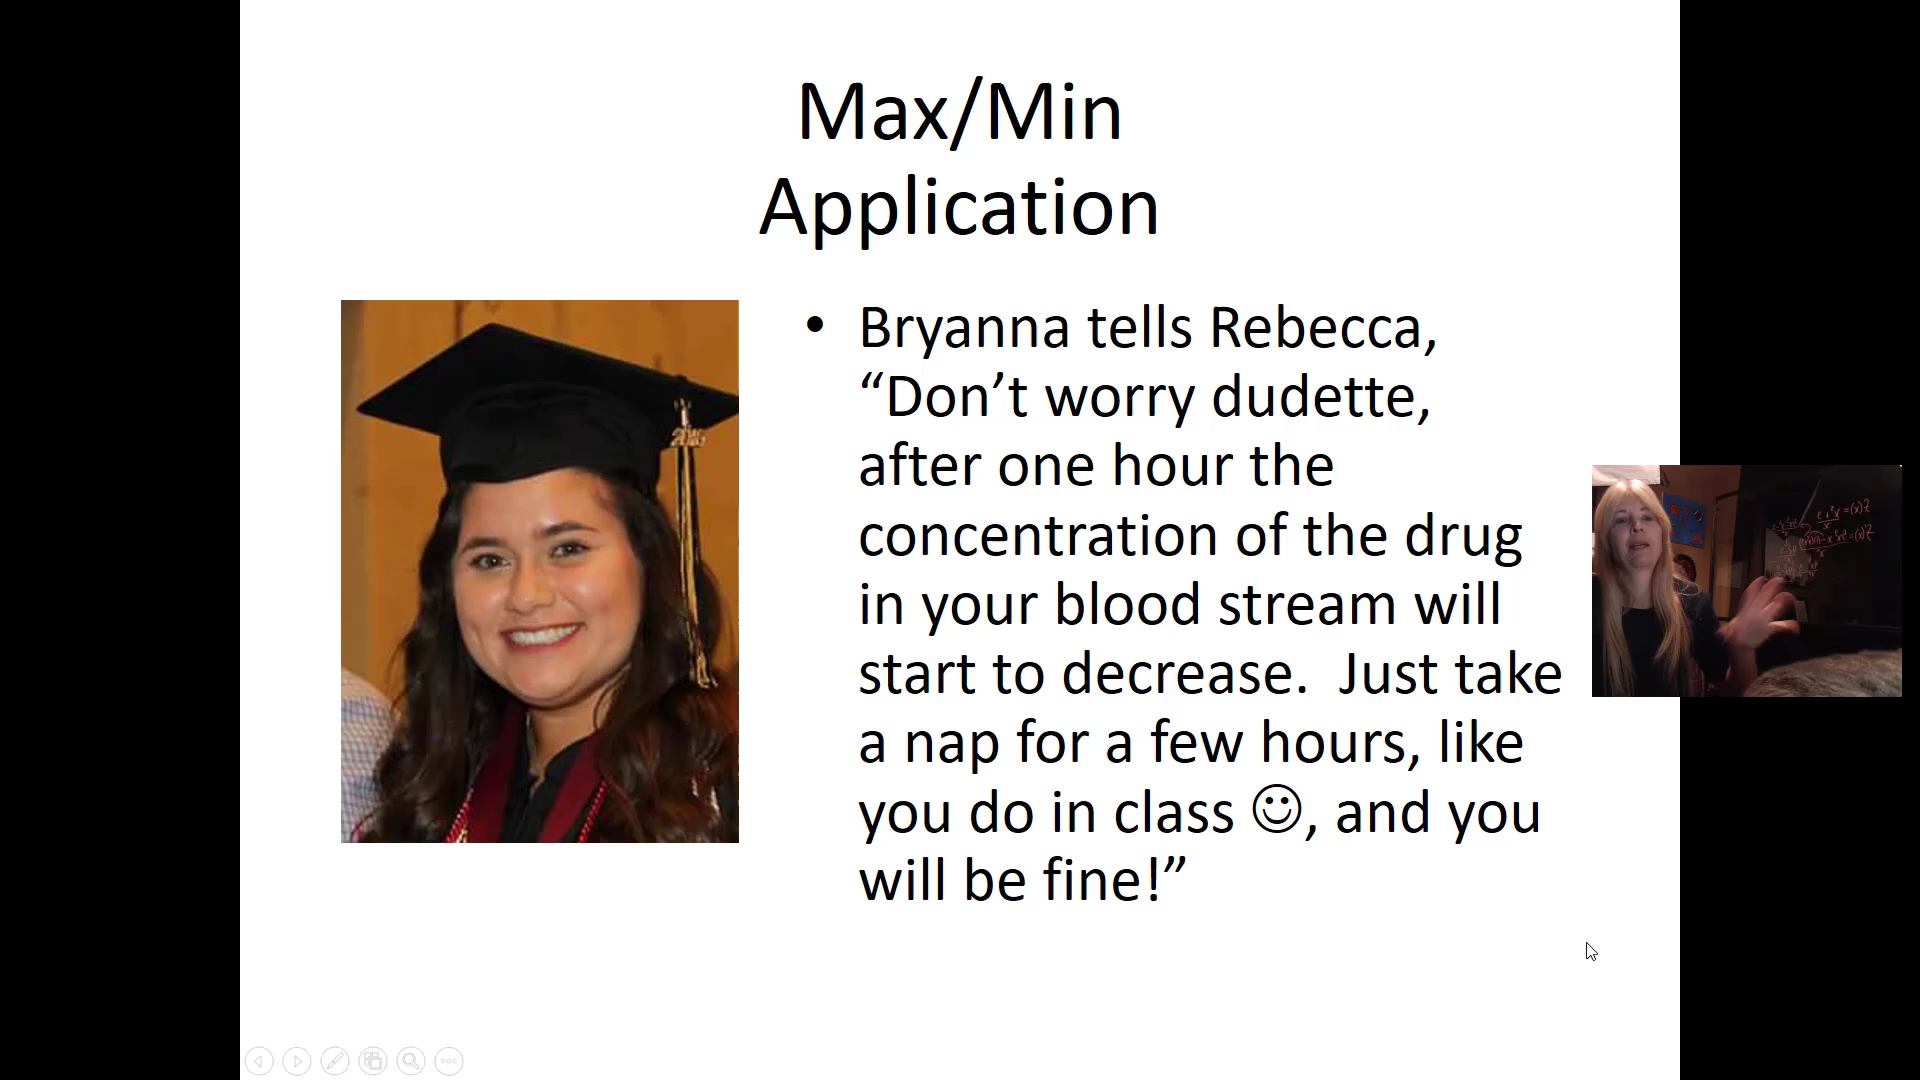 Max/Min
Application
• Bryanna tells Rebecca,
“Don’t worry dudette,
after one hour the
concentration of the drug
in your blood stream will
start to decrease.  Just take
a nap for a few hours, like
you do in class ☺, and you
will be fine!”